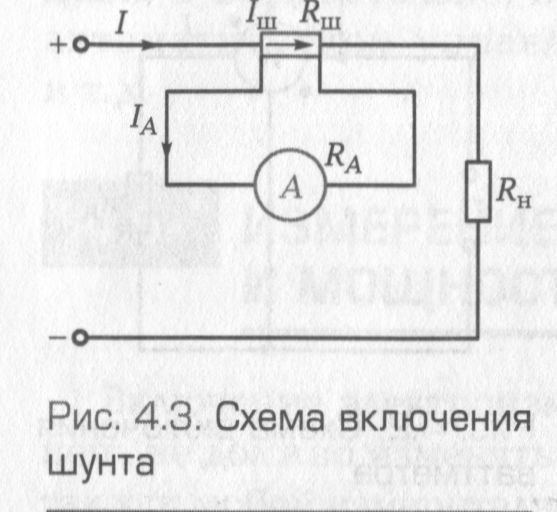 + I Iш Rш
IA
RA
A
Rн
−
Рис. 4.3. Схема включения
шунта